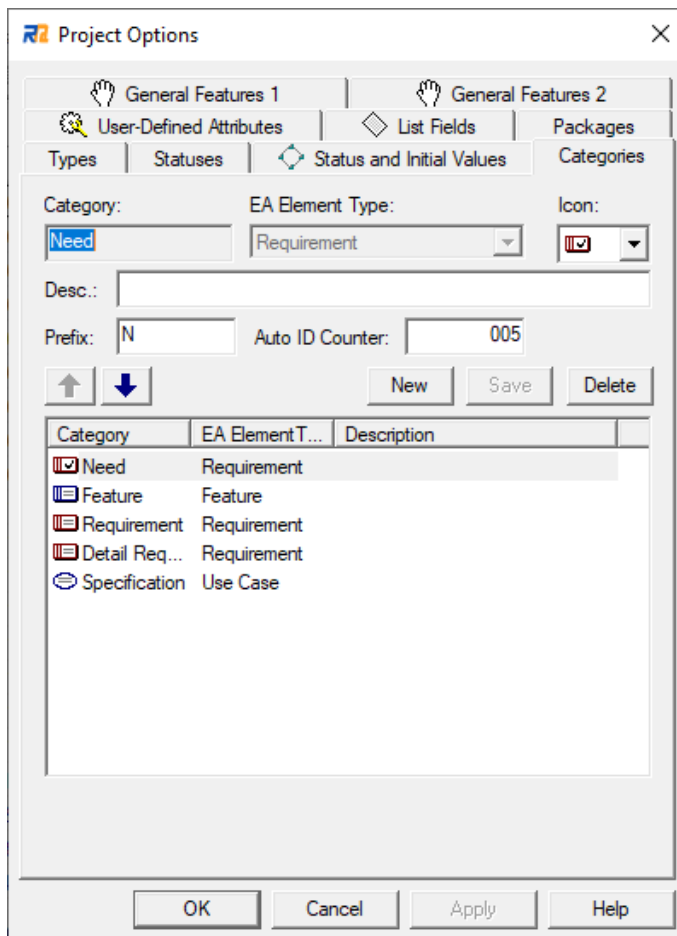 Project Options
General Features 1 General Features 2
User-Defined Attributes List Fields Packages
Types Statuses Status and Initial Values Categories
Category: EA Element Type: Icon:
Need Requirement
Desc.:
Prefix: N Auto ID Counter: 005
New Save Delete
Category EA Element T... Description
Need Requirement
Feature Feature
Requirement Requirement
Detail Req... Requirement
Specification Use Case
OK Cancel Apply Help